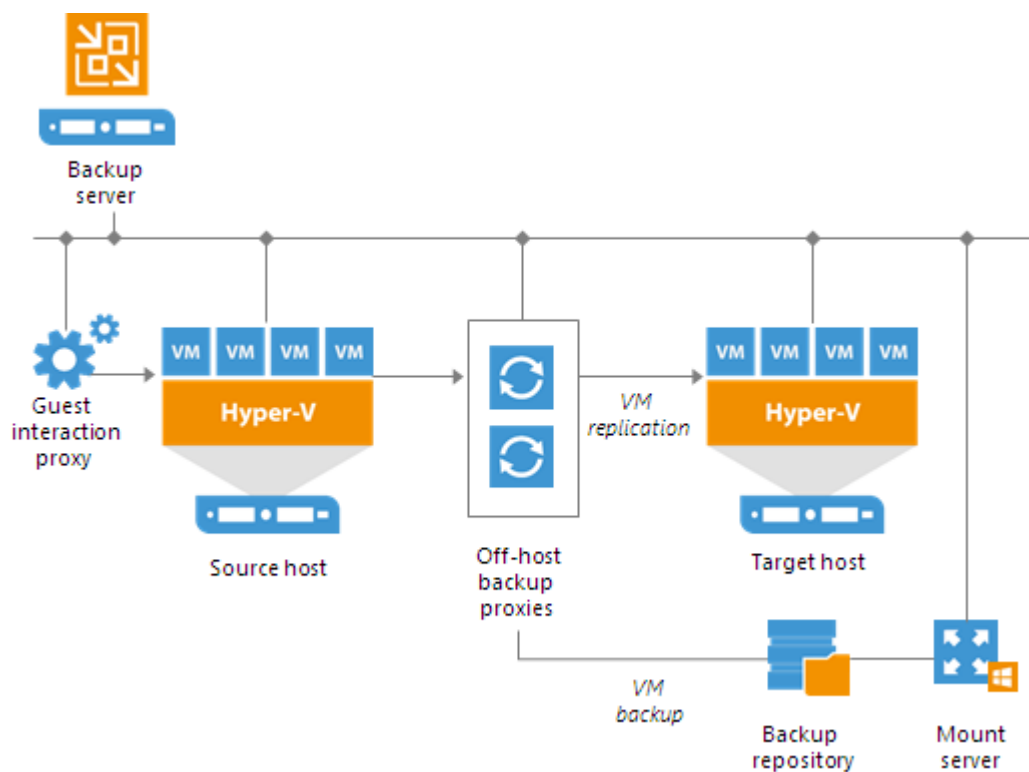 Backup
server
VM VM VM VM
Hyper-V
VM VM VM VM
Hyper-V
Guest
interaction
proxy
VM
replication
Source host
Off-host
backup
proxies
Target host
VM
backup
Backup
repository
Mount
server